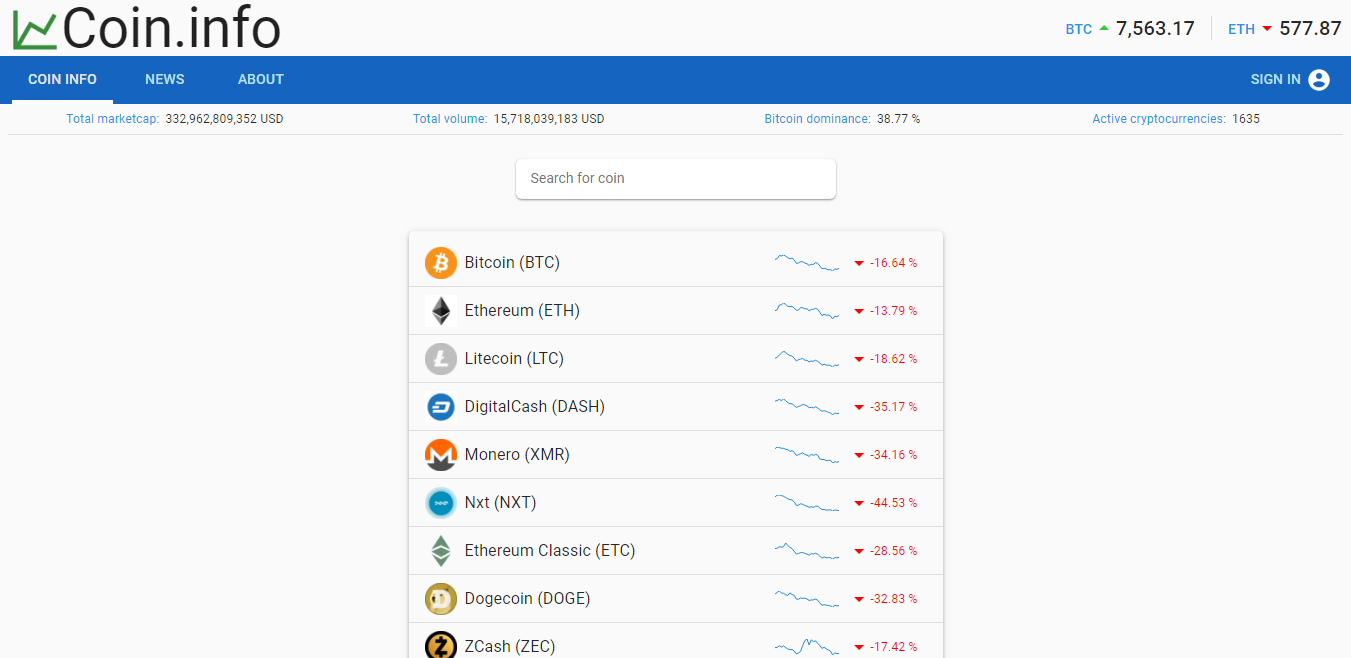 Coin.info
BTC 7,563.17 ETH 577.87
COIN INFO NEWS ABOUT SIGN IN
Total marketcap: 332,962,809,352 USD Total volume: 15,718,039,183 USD Bitcoin dominance: 38.77 % Active cryptocurrencies: 1635
Search for coin
Bitcoin (BTC) -16.64 %
Ethereum (ETH) -13.79 %
Litecoin (LTC) -18.62 %
DigitalCash (DASH) -35.17 %
Monero (XMR) -34.16 %
Nxt (NXT) -44.53 %
Ethereum Classic (ETC) -28.56 %
Dogecoin (DOGE) -32.83 %
ZCash (ZEC) -17.42 %